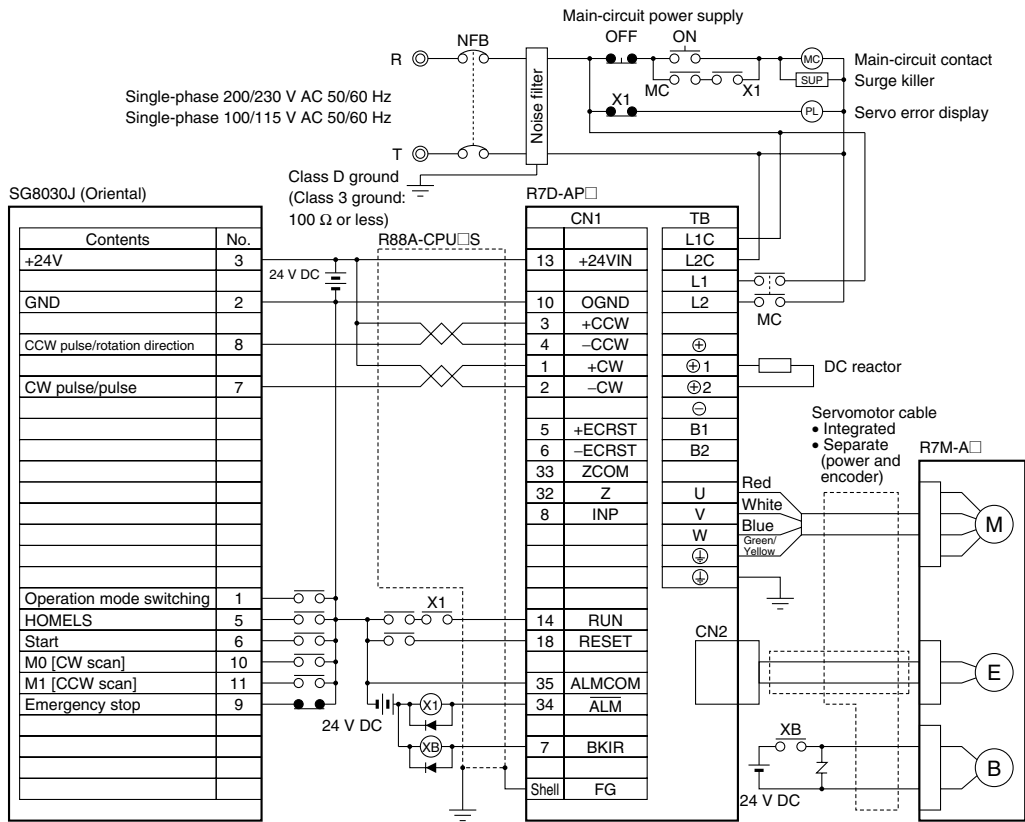 Main-circuit power supply
OFF ON
R NFB
MC Main-circuit contact
MC X1 SUP Surge killer
Single-phase 200/230 V AC 50/60 Hz
Single-phase 100/115 V AC 50/60 Hz
Noise filter
X1 PL Servo error display
T
Class D ground
(Class 3 ground:
100 Ω or less)
SG8030J (Oriental)
R7D-AP□
R88A-CPU□S
CN1 TB
Contents No.
L1C
+24V 3 24 V DC 13 +24VIN L2C
L1
GND 2 10 OGND L2
MC
3 +CCW
CCW pulse/rotation direction 8 4 −CCW ⊕
1 +CW ⊕1 DC reactor
CW pulse/pulse 7 2 −CW ⊕2
⊖
5 +ECRST B1
6 −ECRST B2
33 ZCOM
32 Z U
8 INP V
W
Servomotor cable
• Integrated
• Separate
(power and
encoder)
R7M-A□
Red
White
Blue
Green/
Yellow
M
Operation mode switching 1
HOMELS 5 X1 14 RUN
Start 6 18 RESET
CN2
M0 [CW scan] 10
M1 [CCW scan] 11 35 ALMCOM
E
Emergency stop 9 X1 34 ALM
24 V DC
XB 7 BKIR
XB
B
Shell FG
24 V DC